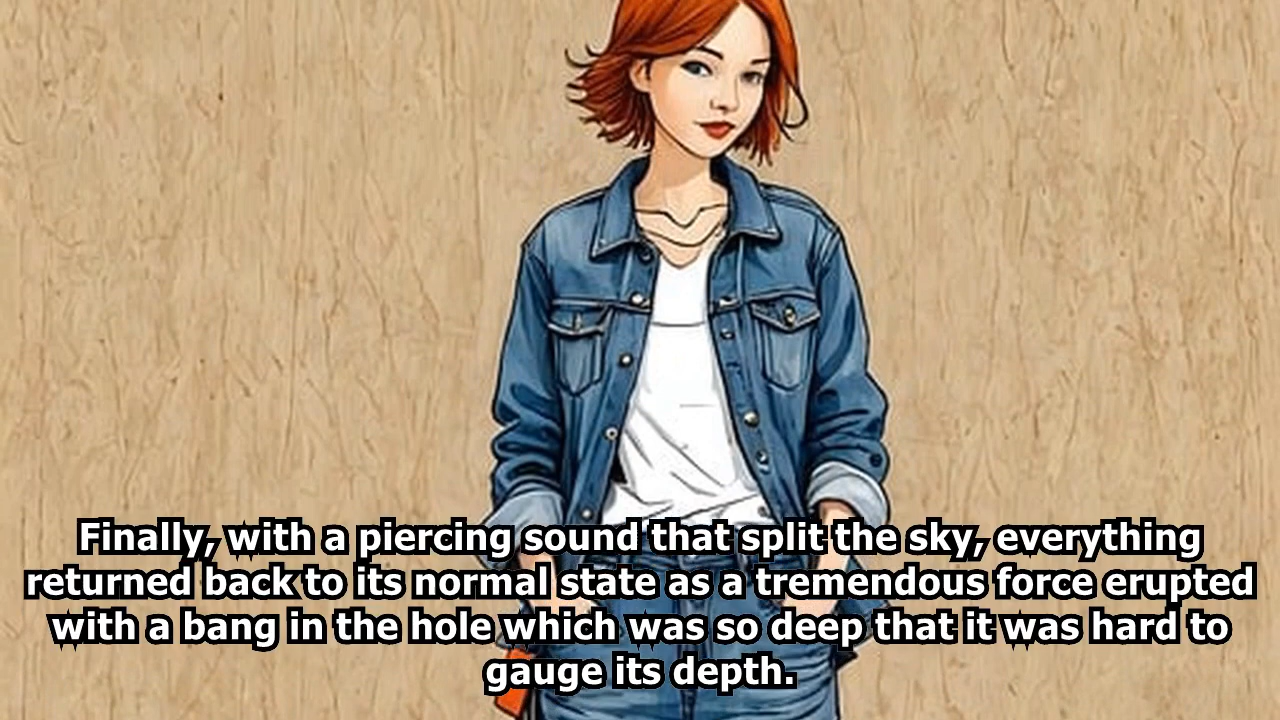 Finally, with a piercing sound that split the sky, everything
returned back to its normal state as a tremendous force erupted
with a bang in the hole which was so deep that it was hard to
gauge its depth.